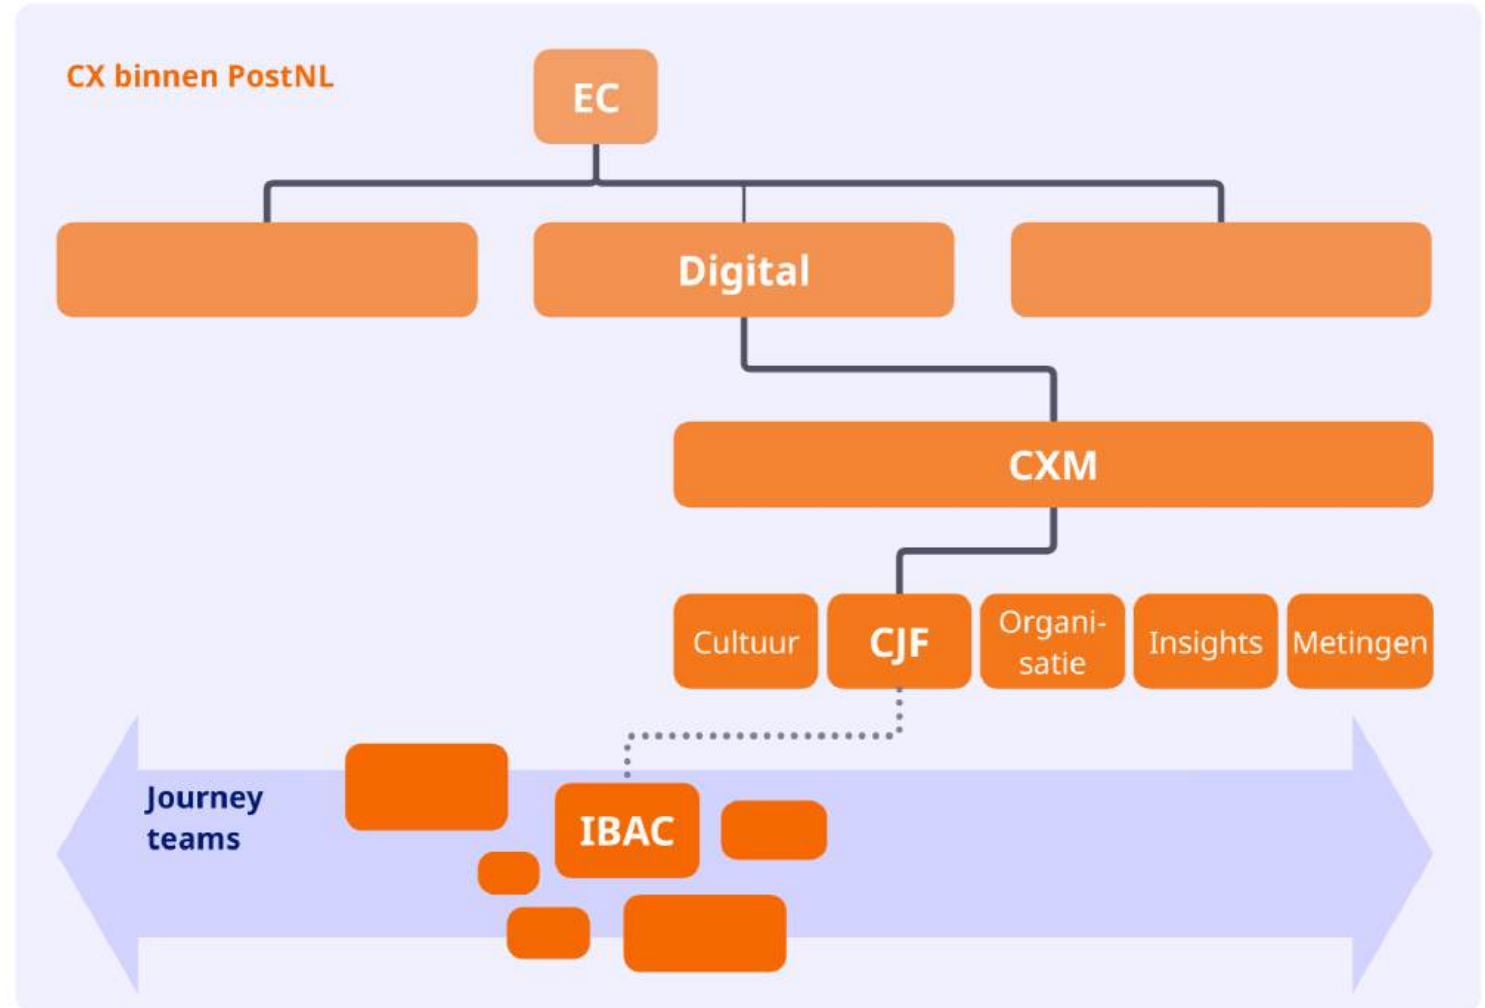 CX binnen PostNL
EC
Digital
CXM
Cultuur
CJF
Organi-
satie
Insights
Metingen
Journey
teams
IBAC